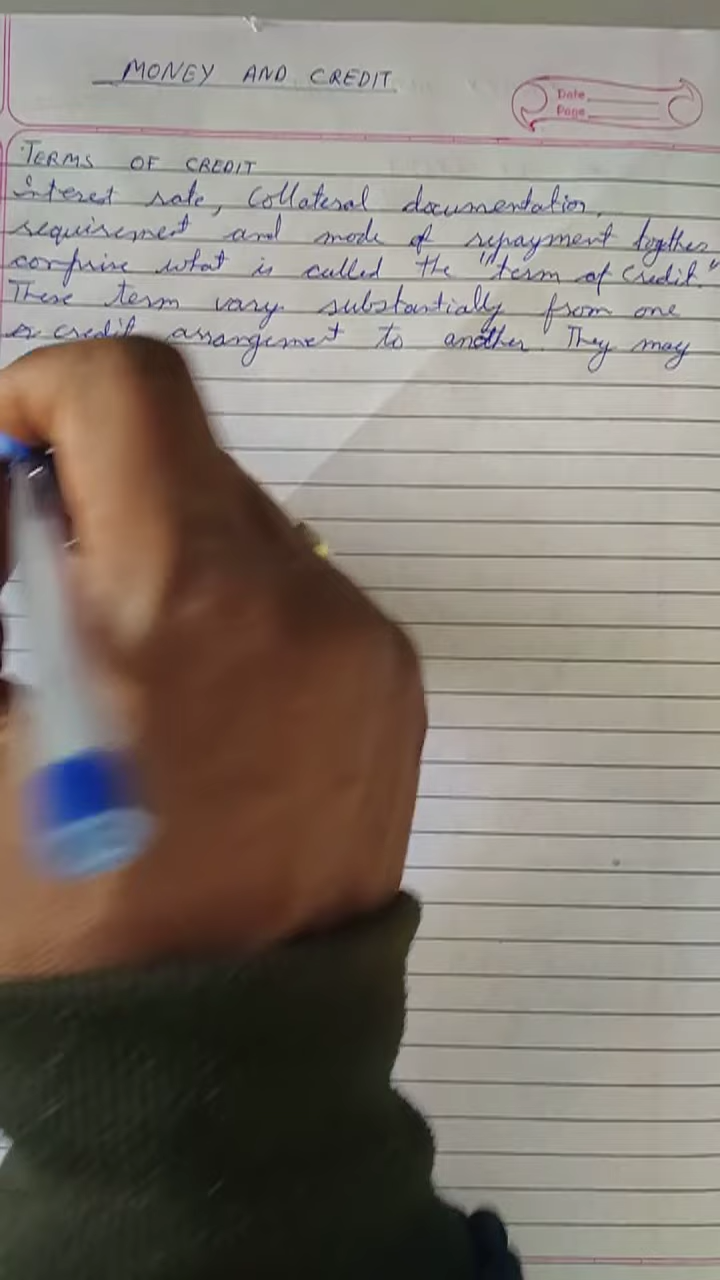 MONEY AND CREDIT
Date
Page
TERMS OF CREDIT
interest rate, Collateral documentation,
requirement and mode of repayment together
comprise what is called the "term of Credit."
These term vary substantially from one
credit arrangement to another. They may